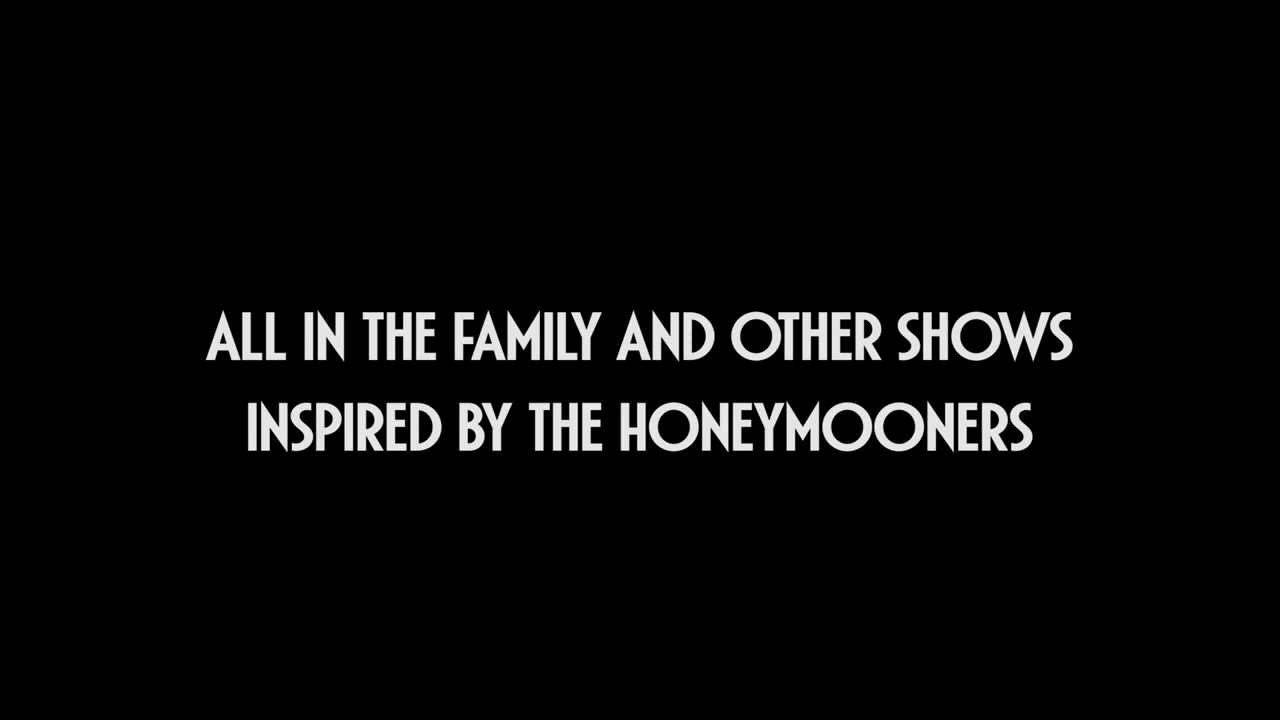 ALL IN THE FAMILY AND OTHER SHOWS
INSPIRED BY THE HONEYMOONERS